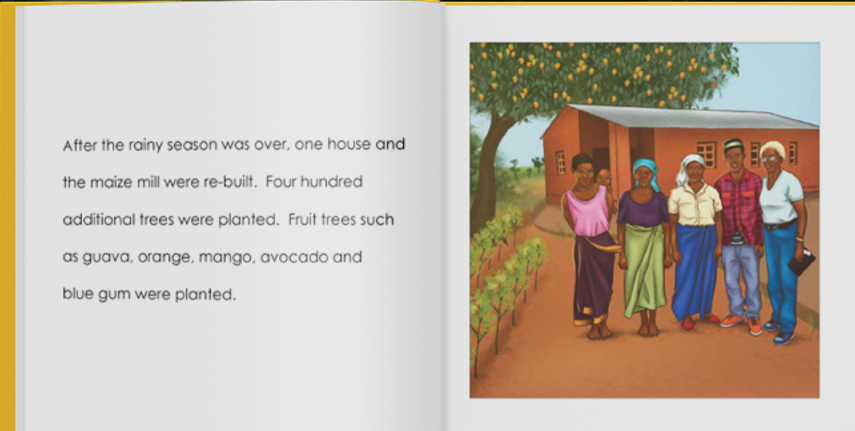 After the rainy season was over, one house and
the maize mill were re-built.  Four hundred
additional trees were planted.  Fruit trees such
as guava, orange, mango, avocado and
blue gum were planted.